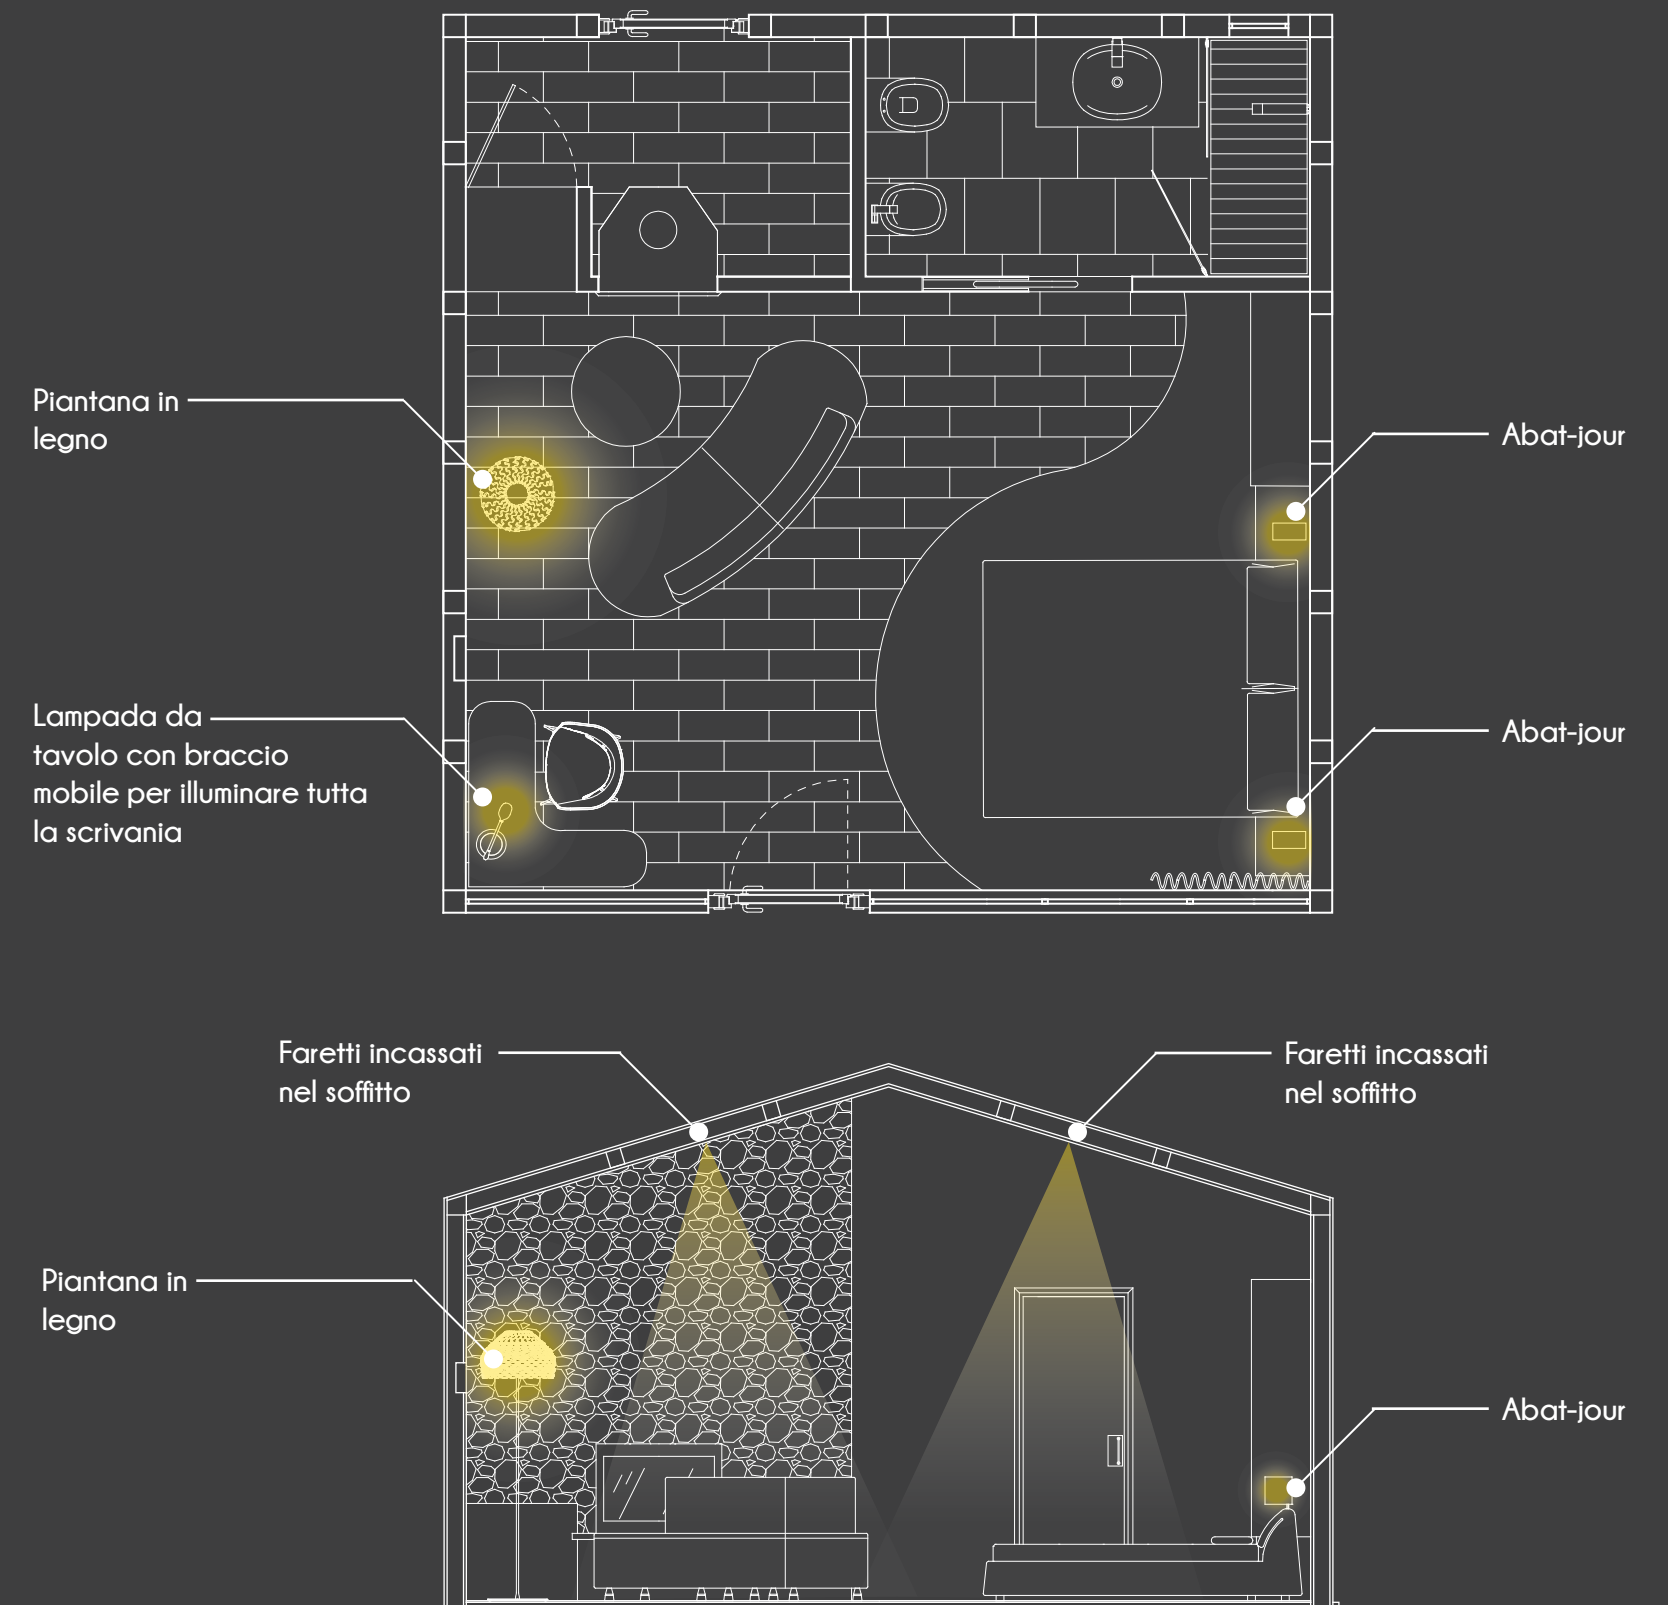 Piantana in
legno
Abat-jour
Lampada da
tavolo con braccio
mobile per illuminare tutta
la scrivania
Abat-jour
Faretti incassati
nel soffitto
Faretti incassati
nel soffitto
Piantana in
legno
Abat-jour